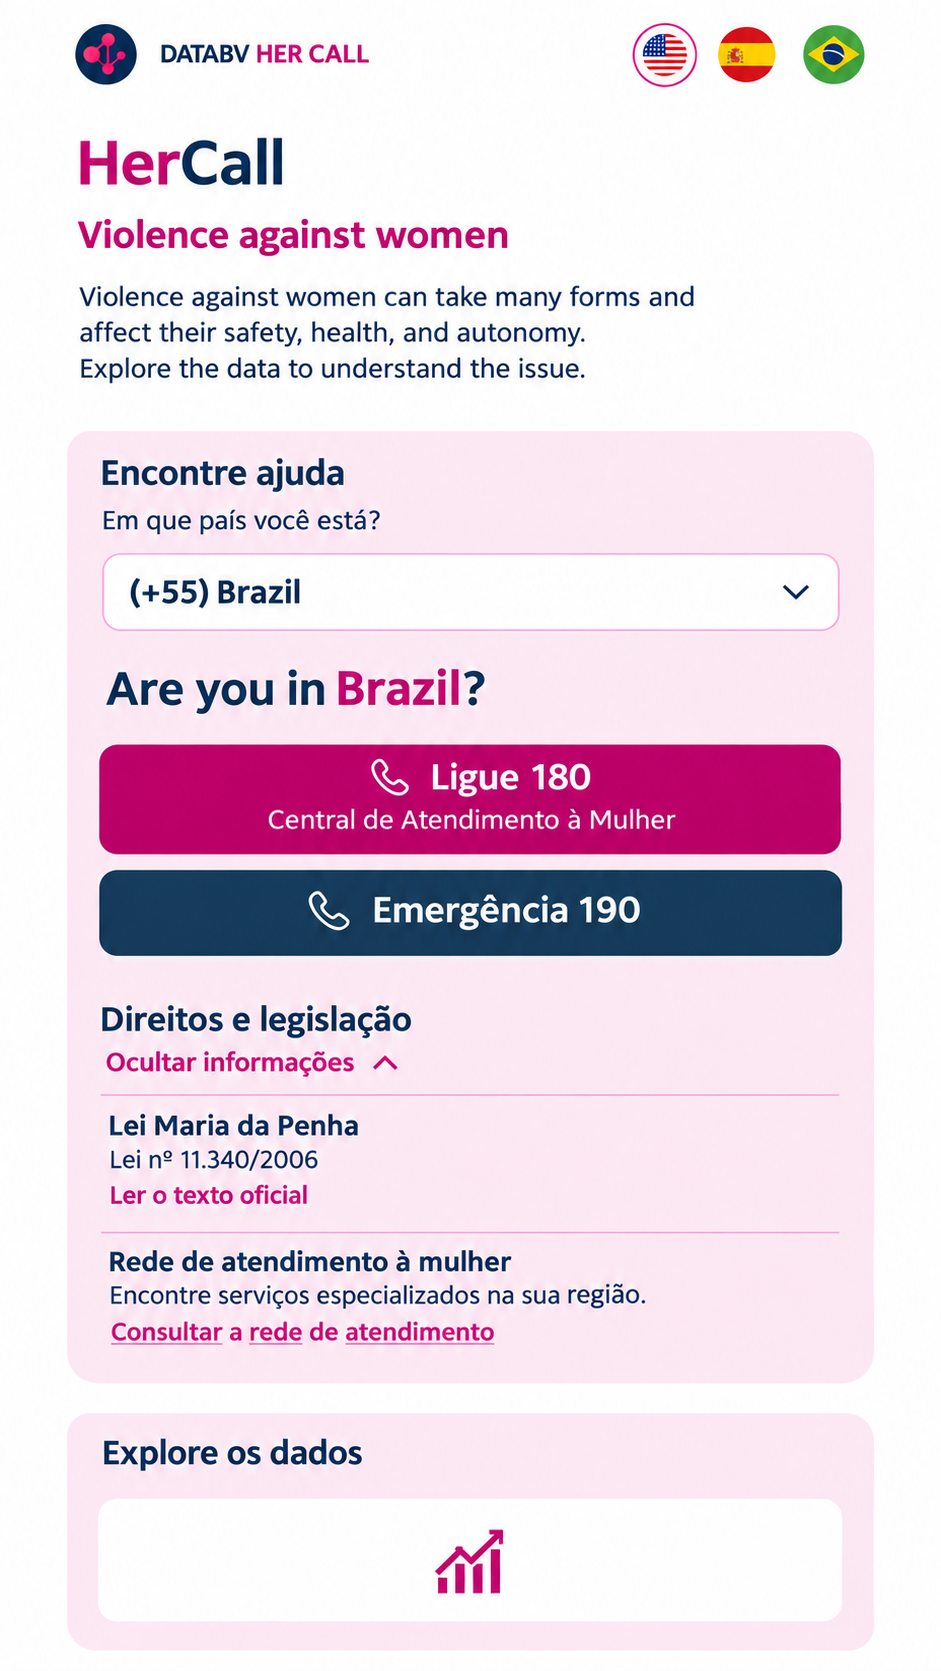 DATABV HER CALL
HerCall
Violence against women
Violence against women can take many forms and
affect their safety, health, and autonomy.
Explore the data to understand the issue.
Encontre ajuda
Em que país você está?
(+55) Brazil
Are you in Brazil?
Ligue 180
Central de Atendimento à Mulher
Emergência 190
Direitos e legislação
Ocultar informações
Lei Maria da Penha
Lei nº 11.340/2006
Ler o texto oficial
Rede de atendimento à mulher
Encontre serviços especializados na sua região.
Consultar a rede de atendimento
Explore os dados